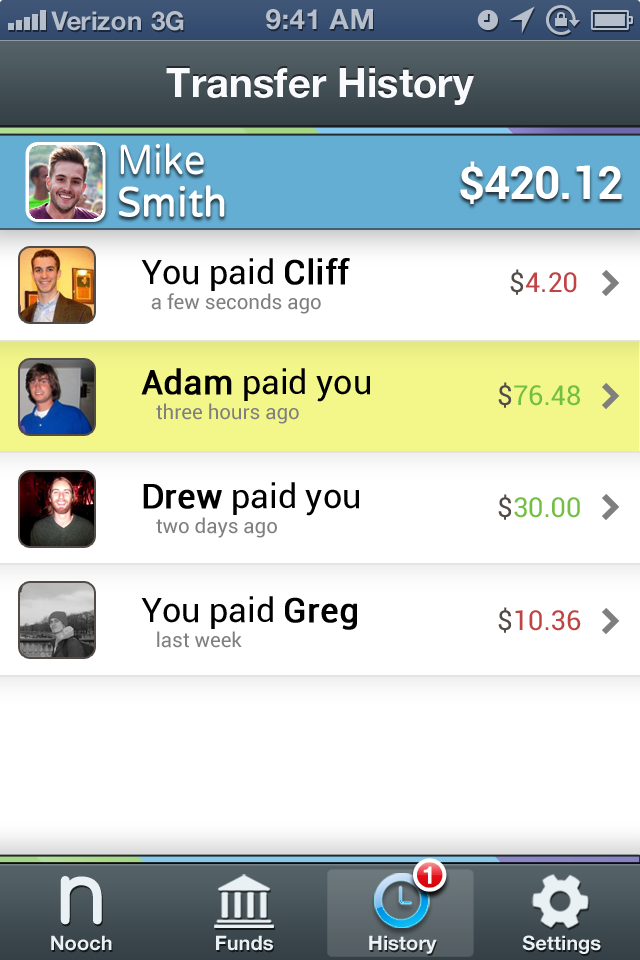 Verizon 3G 9:41 AM
Transfer History
Mike
Smith
$420.12
You paid Cliff
$4.20
a few seconds ago
Adam paid you
$76.48
three hours ago
Drew paid you
$30.00
two days ago
You paid Greg
$10.36
last week
1
n
Nooch Funds History Settings